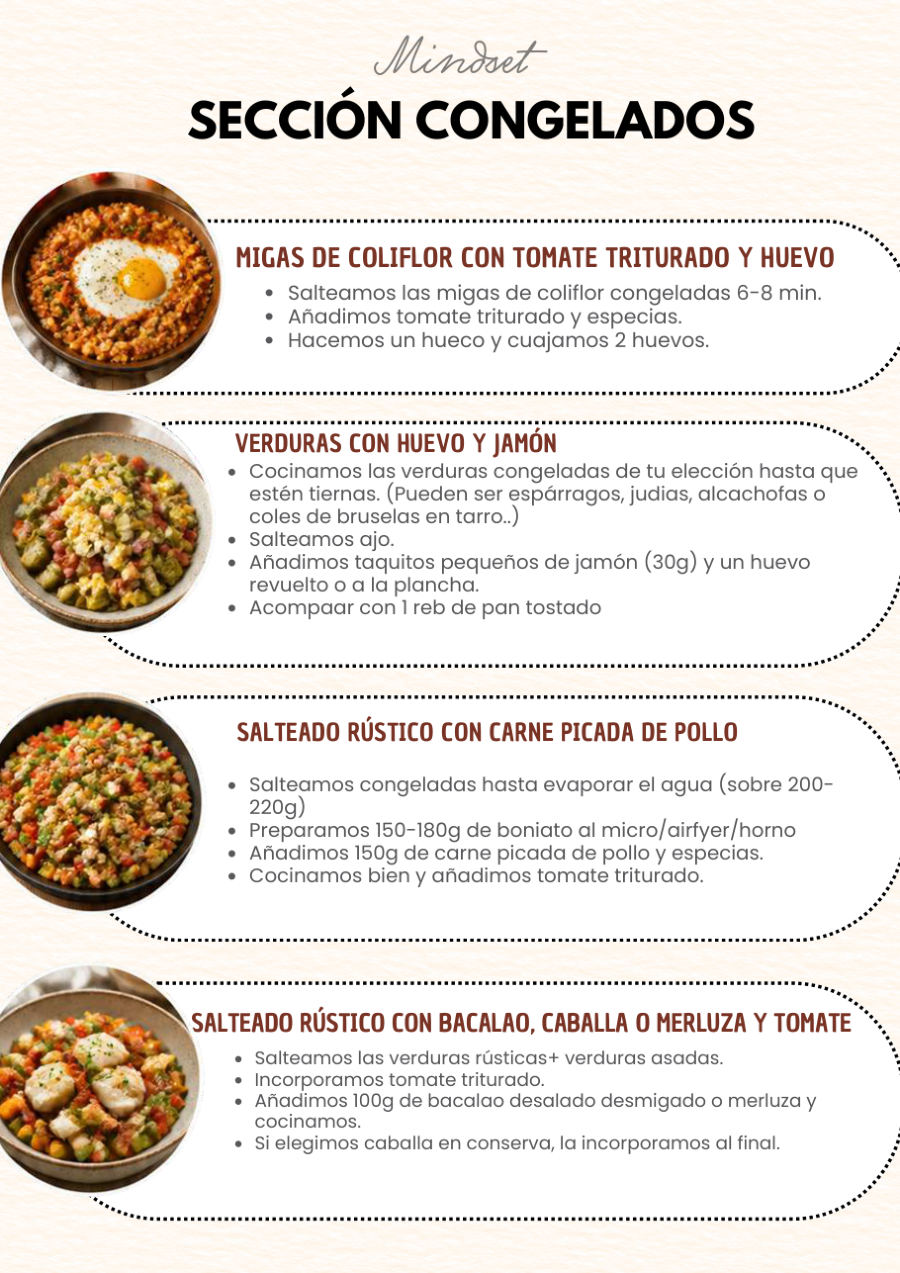 Mindset
SECCIÓN CONGELADOS
MIGAS DE COLIFLOR CON TOMATE TRITURADO Y HUEVO
• Salteamos las migas de coliflor congeladas 6-8 min.
• Añadimos tomate triturado y especias.
• Hacemos un hueco y cuajamos 2 huevos.
VERDURAS CON HUEVO Y JAMÓN
• Cocinamos las verduras congeladas de tu elección hasta que
estén tiernas. (Pueden ser espárragos, judias, alcachofas o
coles de bruselas en tarro..)
• Salteamos ajo.
• Añadimos taquitos pequeños de jamón (30g) y un huevo
revuelto o a la plancha.
• Acompaar con 1 reb de pan tostado
SALTEADO RÚSTICO CON CARNE PICADA DE POLLO
• Salteamos congeladas hasta evaporar el agua (sobre 200-
220g)
• Preparamos 150-180g de boniato al micro/airfyer/horno
• Añadimos 150g de carne picada de pollo y especias.
• Cocinamos bien y añadimos tomate triturado.
SALTEADO RÚSTICO CON BACALAO, CABALLA O MERLUZA Y TOMATE
• Salteamos las verduras rústicas+ verduras asadas.
• Incorporamos tomate triturado.
• Añadimos 100g de bacalao desalado desmigado o merluza y
cocinamos.
• Si elegimos caballa en conserva, la incorporamos al final.